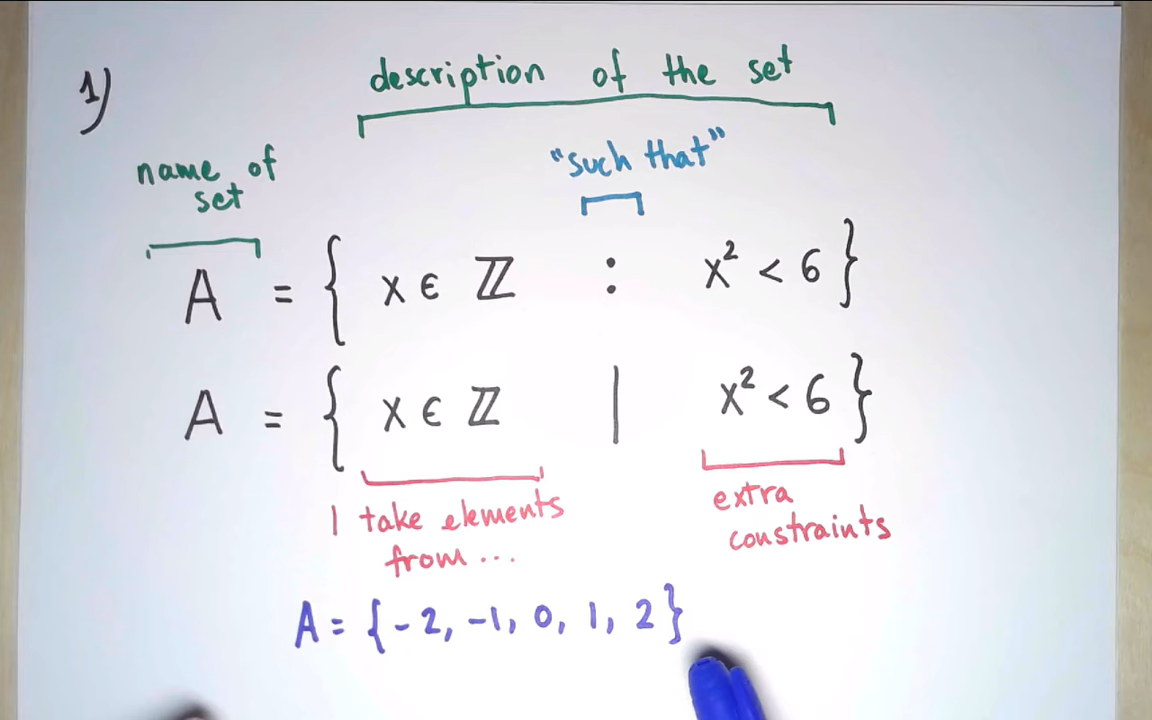 1)
description of the set
name of
set
"such that"
A = { x ∈ ℤ : x² < 6 }
A = { x ∈ ℤ | x² < 6 }
I take elements
from ...
extra
constraints
A = {-2, -1, 0, 1, 2}